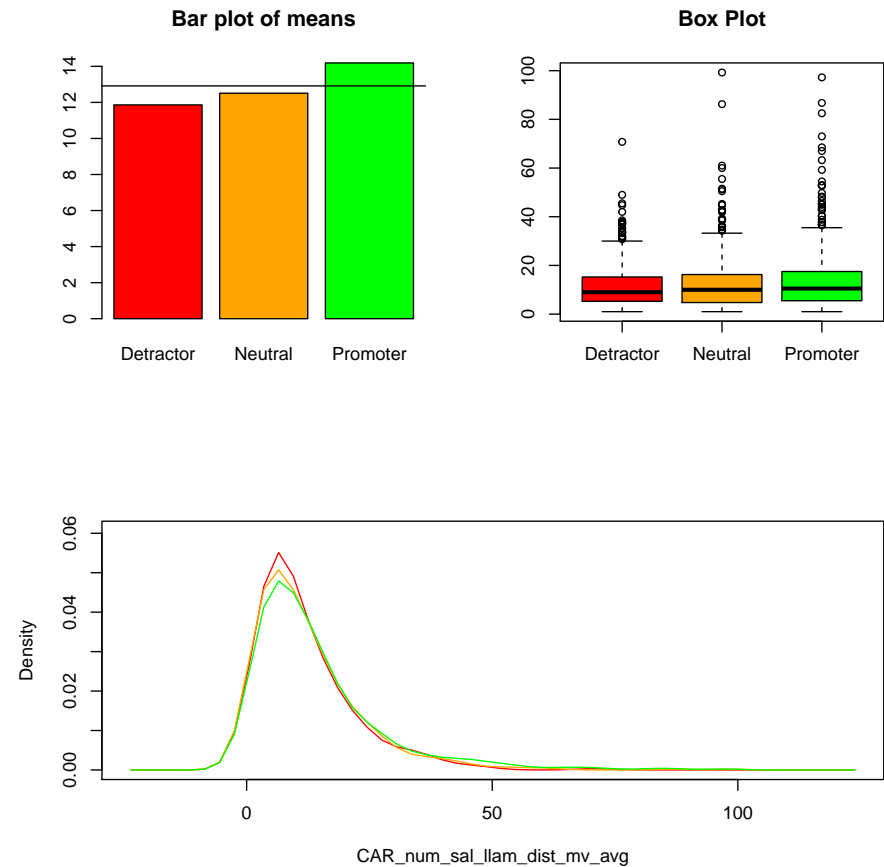 Bar plot of means
14
12
10
8
6
4
2
0
Detractor Neutral Promoter
Box Plot
100
80
60
40
20
0
Detractor Neutral Promoter
0.06
0.04
0.02
0.00
Density
0 50 100
CAR_num_sal_llam_dist_mv_avg